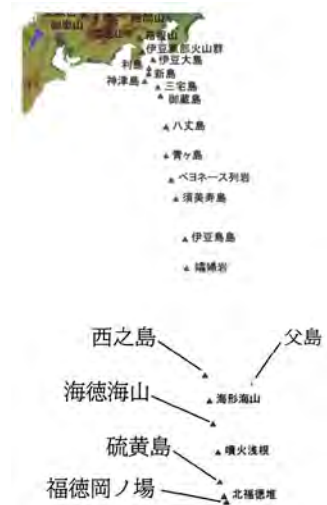 箱根山
伊豆東部火山群
伊豆大島
利島
新島
神津島
三宅島
御蔵島
八丈島
青ヶ島
ベヨネース列岩
須美寿島
伊豆鳥島
孀婦岩
西之島
父島
海形海山
海徳海山
噴火浅根
硫黄島
北福徳堆
福徳岡ノ場